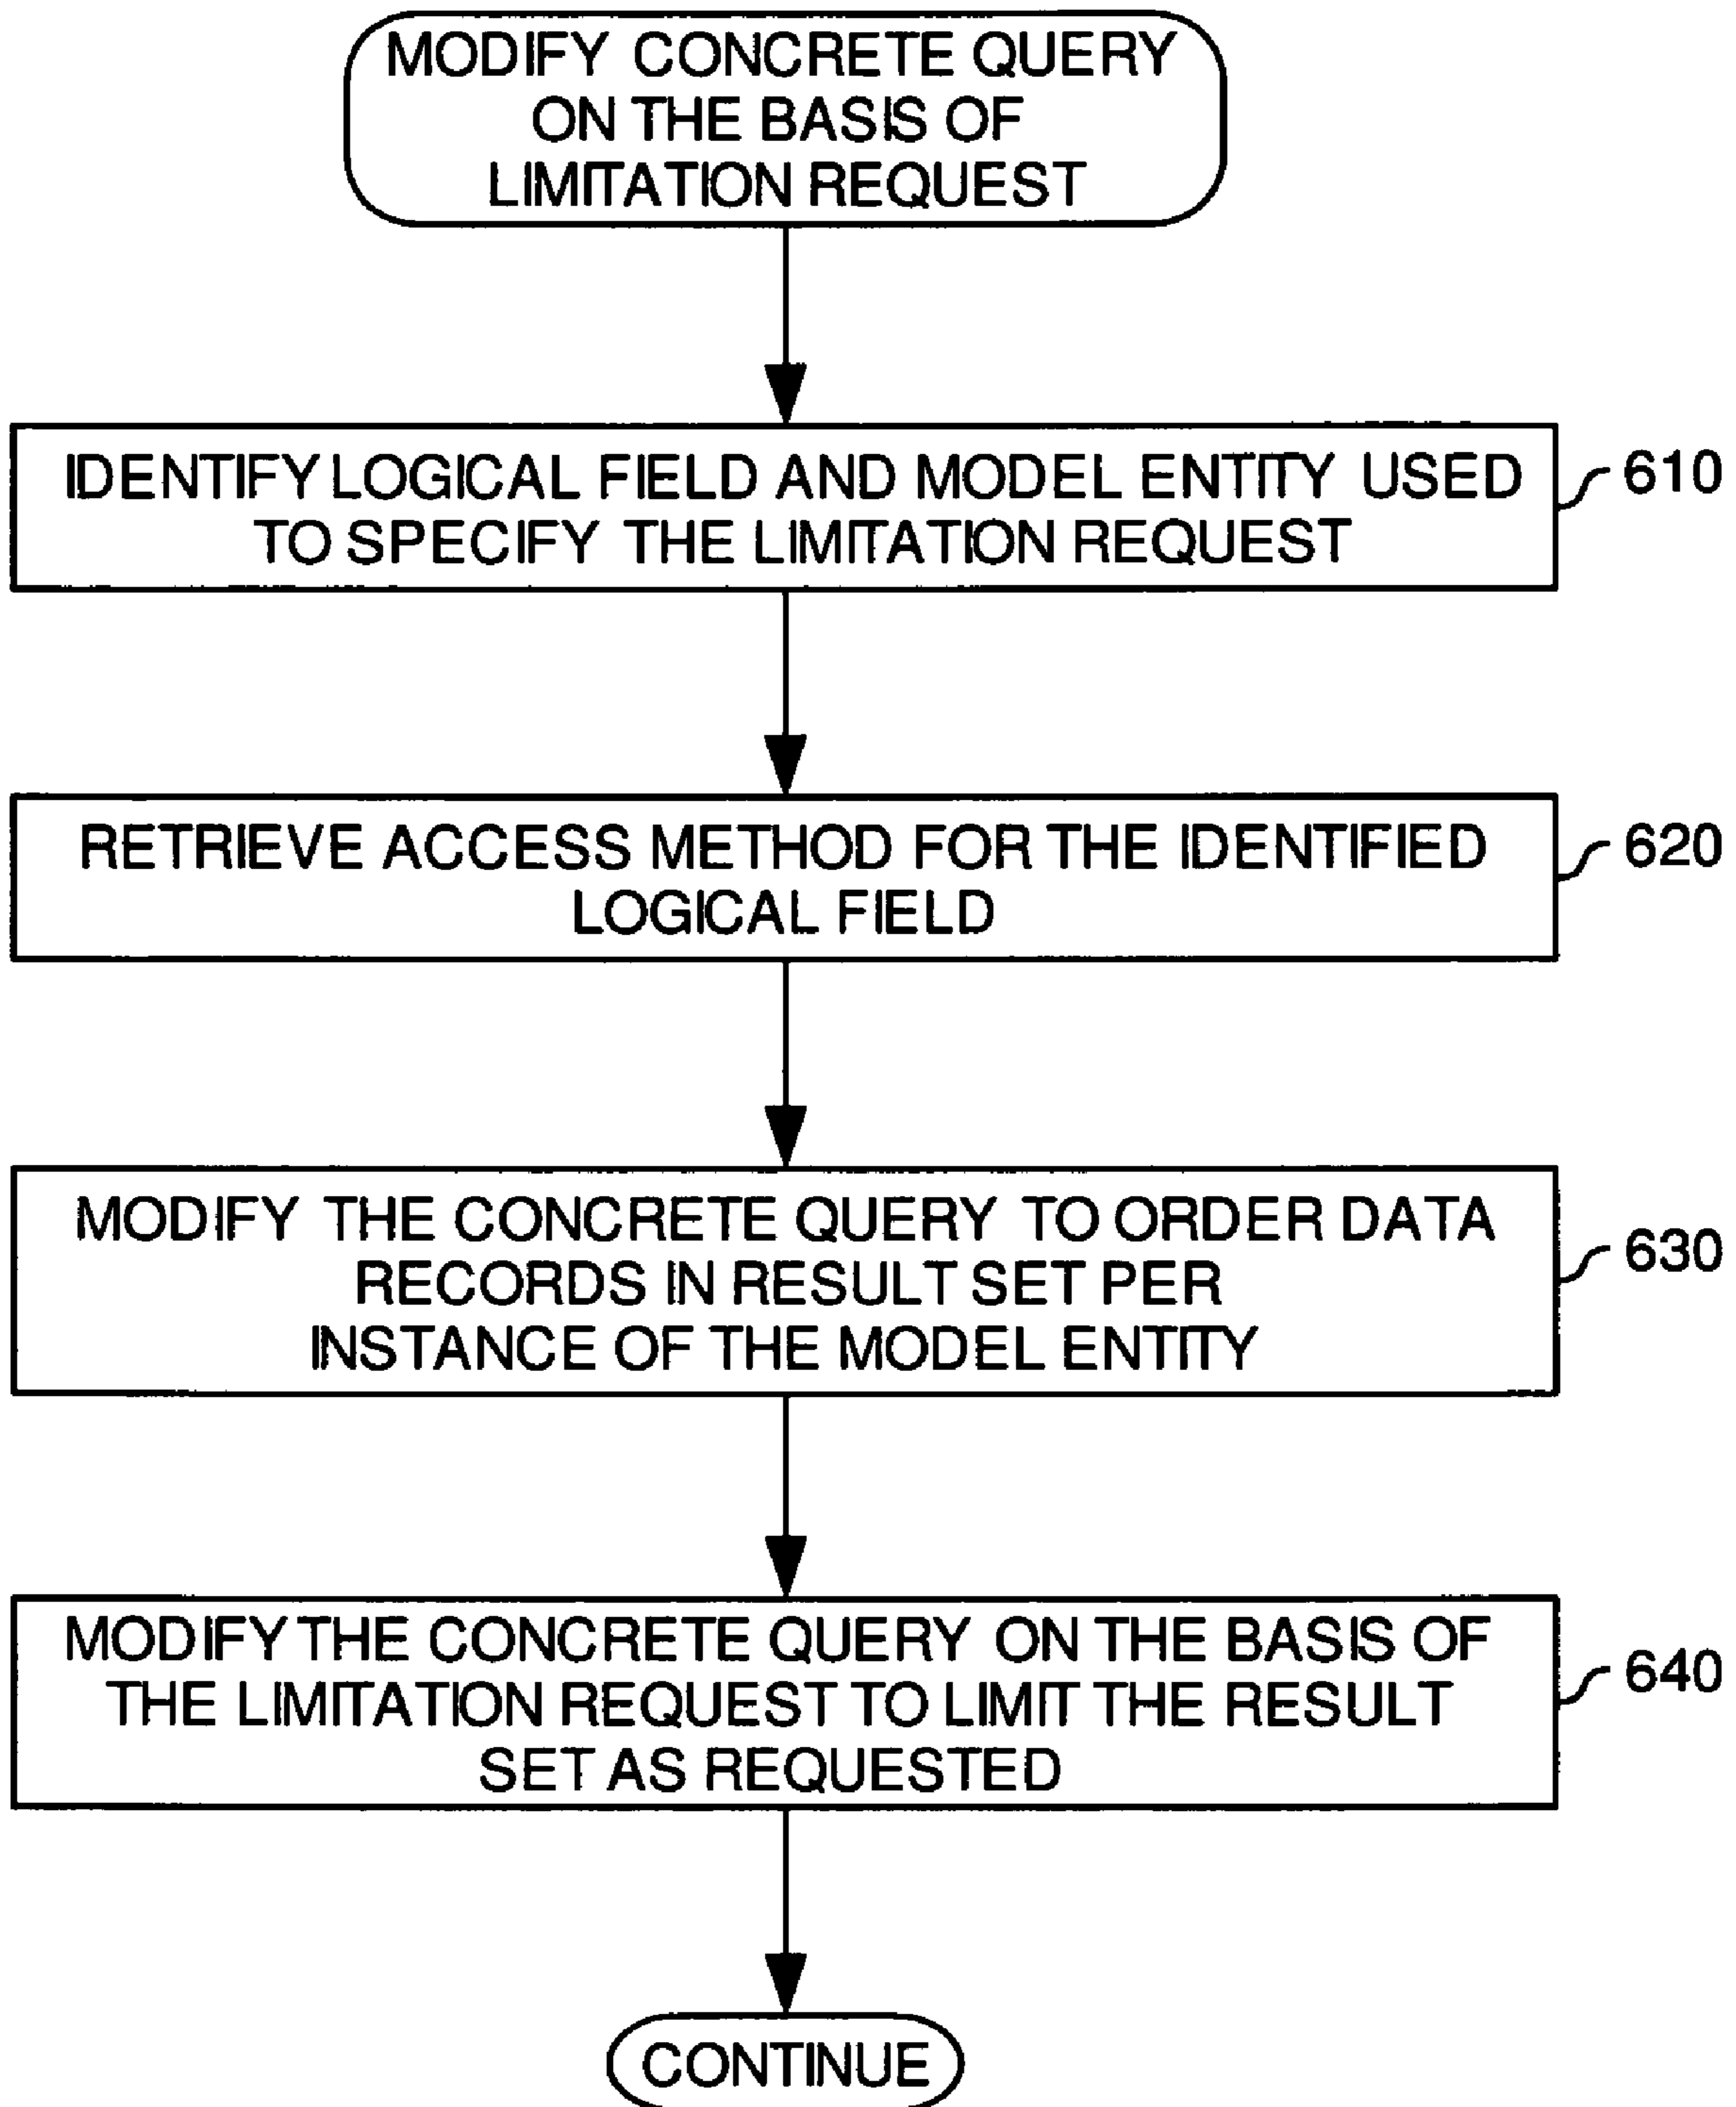 MODIFY CONCRETE QUERY
ON THE BASIS OF
LIMITATION REQUEST
IDENTIFY LOGICAL FIELD AND MODEL ENTITY USED
TO SPECIFY THE LIMITATION REQUEST
610
RETRIEVE ACCESS METHOD FOR THE IDENTIFIED
LOGICAL FIELD
620
MODIFY THE CONCRETE QUERY TO ORDER DATA
RECORDS IN RESULT SET PER
INSTANCE OF THE MODEL ENTITY
630
MODIFY THE CONCRETE QUERY ON THE BASIS OF
THE LIMITATION REQUEST TO LIMIT THE RESULT
SET AS REQUESTED
640
CONTINUE